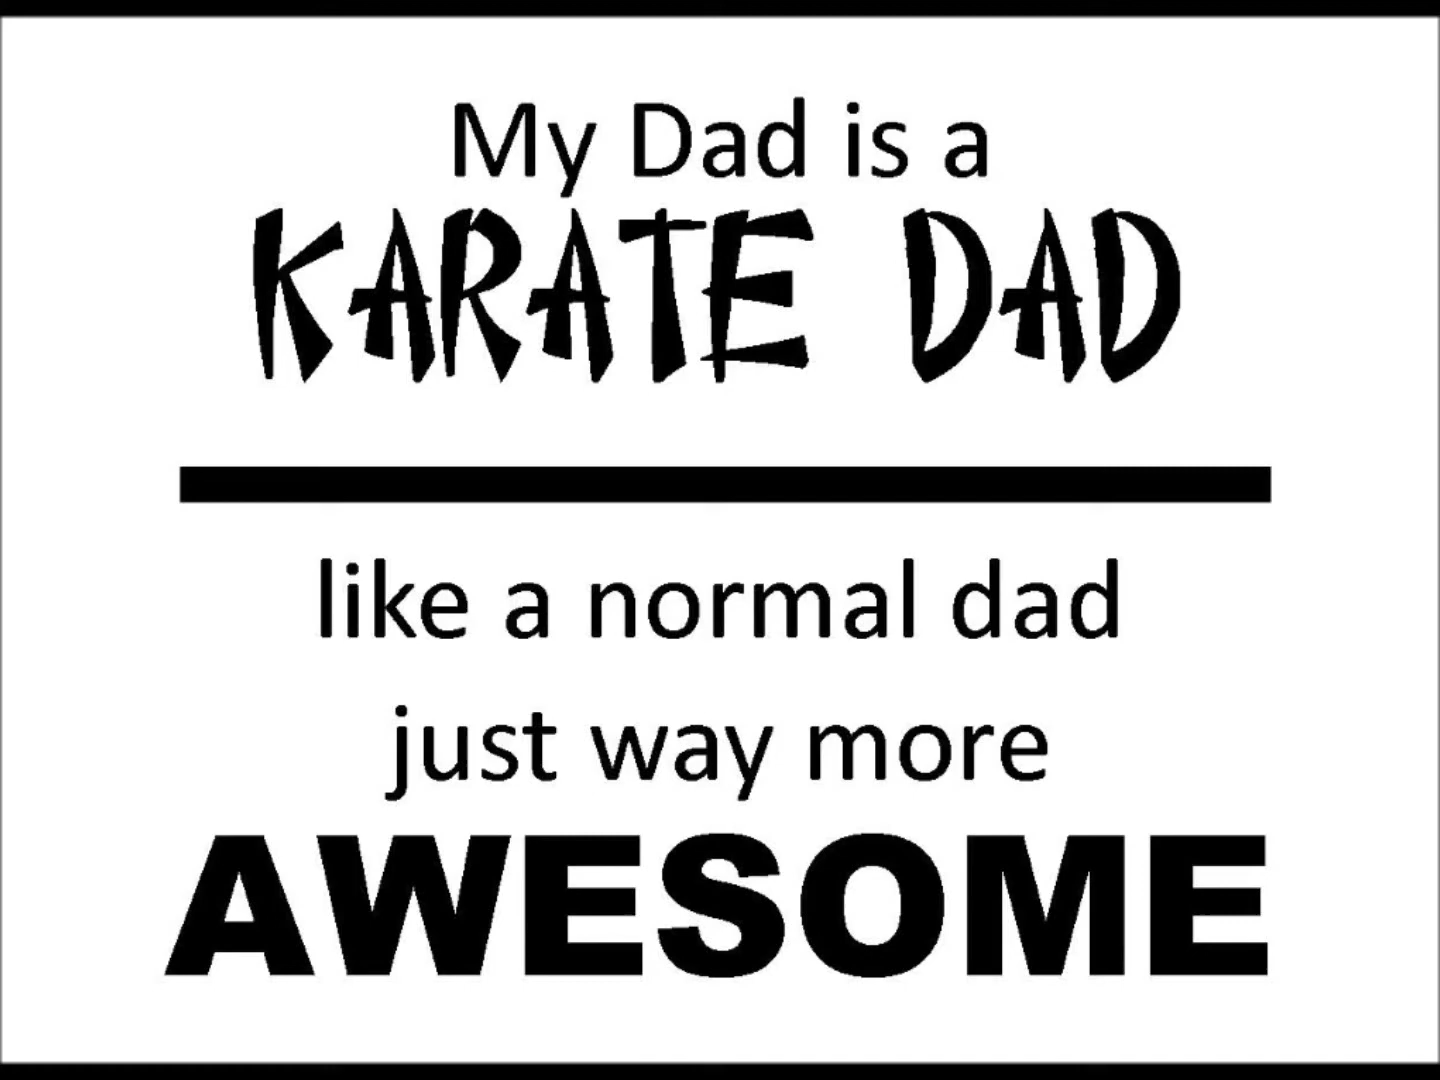 My Dad is a
KARATE DAD
like a normal dad
just way more
AWESOME